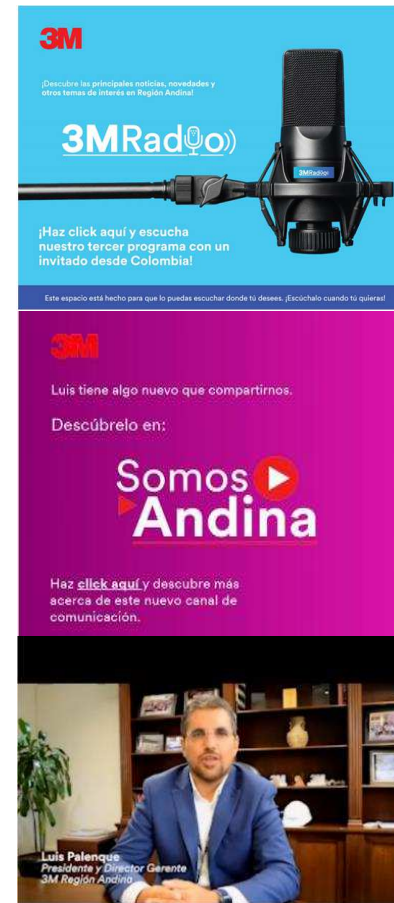 3M
¡Descubre las principales noticias, novedades y
otros temas de interés en Región Andina!
3MRadio
3MRadio
¡Haz click aquí y escucha
nuestro tercer programa con un
invitado desde Colombia!
Este espacio está hecho para que lo puedas escuchar donde tú desees. ¡Escúchalo cuando tú quieras!
3M
Luis tiene algo nuevo que compartirnos.
Descúbrelo en:
Somos
Andina
Haz click aquí y descubre más
acerca de este nuevo canal de
comunicación.
Luis Palenque
Presidente y Director Gerente
3M Región Andina